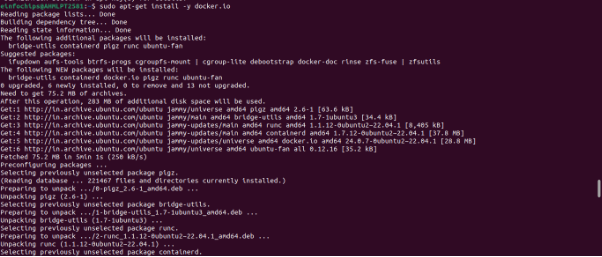 einfochips@AHMLPT2581:~$ sudo apt-get install -y docker.io
Reading package lists... Done
Building dependency tree... Done
Reading state information... Done
The following additional packages will be installed:
  bridge-utils containerd pigz runc ubuntu-fan
Suggested packages:
  ifupdown aufs-tools btrfs-progs cgroupfs-mount | cgroup-lite debootstrap docker-doc rinse zfs-fuse | zfsutils
The following NEW packages will be installed:
  bridge-utils containerd docker.io pigz runc ubuntu-fan
0 upgraded, 6 newly installed, 0 to remove and 13 not upgraded.
Need to get 75.2 MB of archives.
After this operation, 283 MB of additional disk space will be used.
Get:1 http://in.archive.ubuntu.com/ubuntu jammy/universe amd64 pigz amd64 2.6-1 [63.6 kB]
Get:2 http://in.archive.ubuntu.com/ubuntu jammy/main amd64 bridge-utils amd64 1.7-1ubuntu3 [34.4 kB]
Get:3 http://in.archive.ubuntu.com/ubuntu jammy-updates/main amd64 runc amd64 1.1.12-0ubuntu2~22.04.1 [8,405 kB]
Get:4 http://in.archive.ubuntu.com/ubuntu jammy-updates/main amd64 containerd amd64 1.7.12-0ubuntu2~22.04.1 [37.8 MB]
Get:5 http://in.archive.ubuntu.com/ubuntu jammy-updates/universe amd64 docker.io amd64 24.0.7-0ubuntu2~22.04.1 [28.8 MB]
Get:6 http://in.archive.ubuntu.com/ubuntu jammy/universe amd64 ubuntu-fan all 0.12.16 [35.2 kB]
Fetched 75.2 MB in 5min 1s (250 kB/s)
Preconfiguring packages ...
Selecting previously unselected package pigz.
(Reading database ... 221467 files and directories currently installed.)
Preparing to unpack .../0-pigz_2.6-1_amd64.deb ...
Unpacking pigz (2.6-1) ...
Selecting previously unselected package bridge-utils.
Preparing to unpack .../1-bridge-utils_1.7-1ubuntu3_amd64.deb ...
Unpacking bridge-utils (1.7-1ubuntu3) ...
Selecting previously unselected package runc.
Preparing to unpack .../2-runc_1.1.12-0ubuntu2~22.04.1_amd64.deb ...
Unpacking runc (1.1.12-0ubuntu2~22.04.1) ...
Selecting previously unselected package containerd.